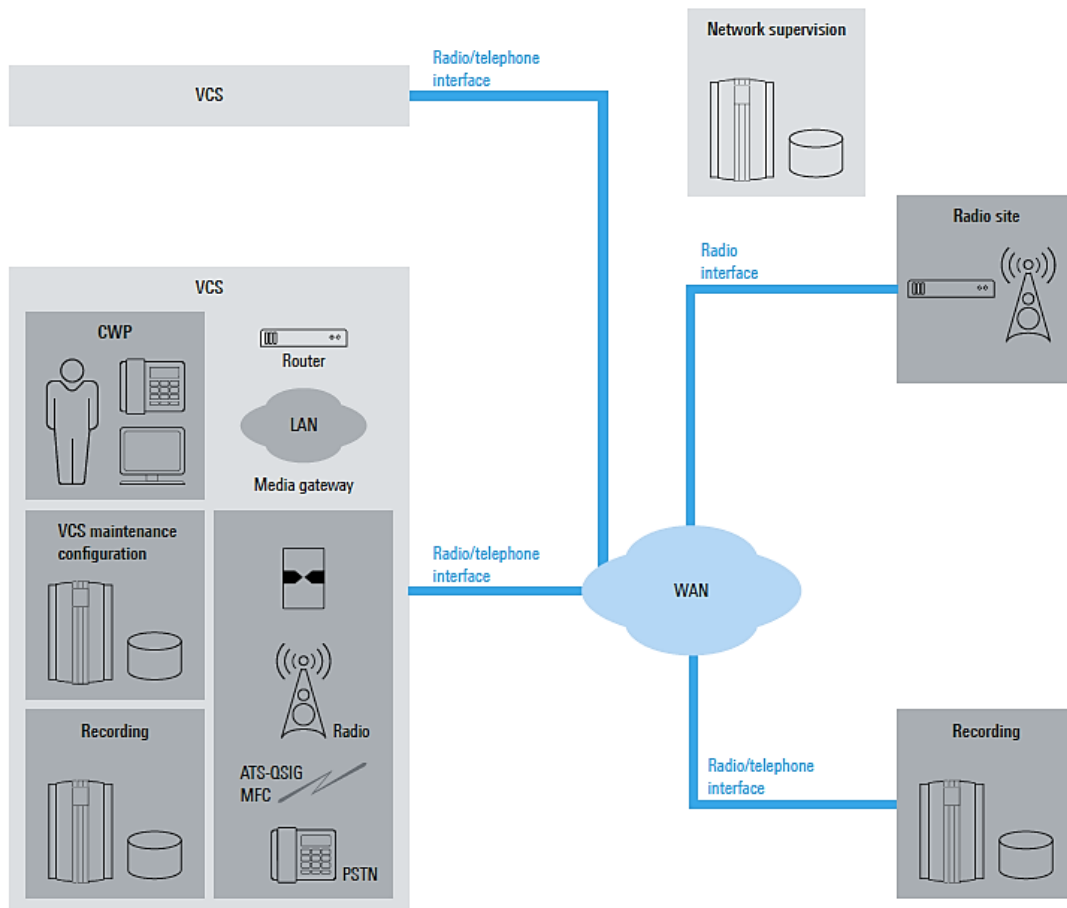 Network supervision
Radio/telephone
interface
VCS
Radio site
Radio
interface
VCS
CWP
Router
LAN
Media gateway
VCS maintenance
configuration
Radio/telephone
interface
WAN
Radio
Recording
Recording
Radio/telephone
interface
ATS-QSIG
MFC
PSTN